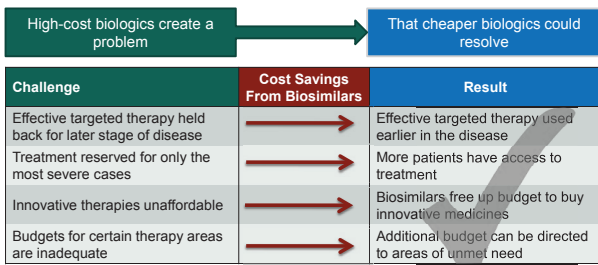 High-cost biologics create a
problem
That cheaper biologics could
resolve
Challenge
Cost Savings
From Biosimilars
Result
Effective targeted therapy held
back for later stage of disease
Effective targeted therapy used
earlier in the disease
Treatment reserved for only the
most severe cases
More patients have access to
treatment
Innovative therapies unaffordable
Biosimilars free up budget to buy
innovative medicines
Budgets for certain therapy areas
are inadequate
Additional budget can be directed
to areas of unmet need